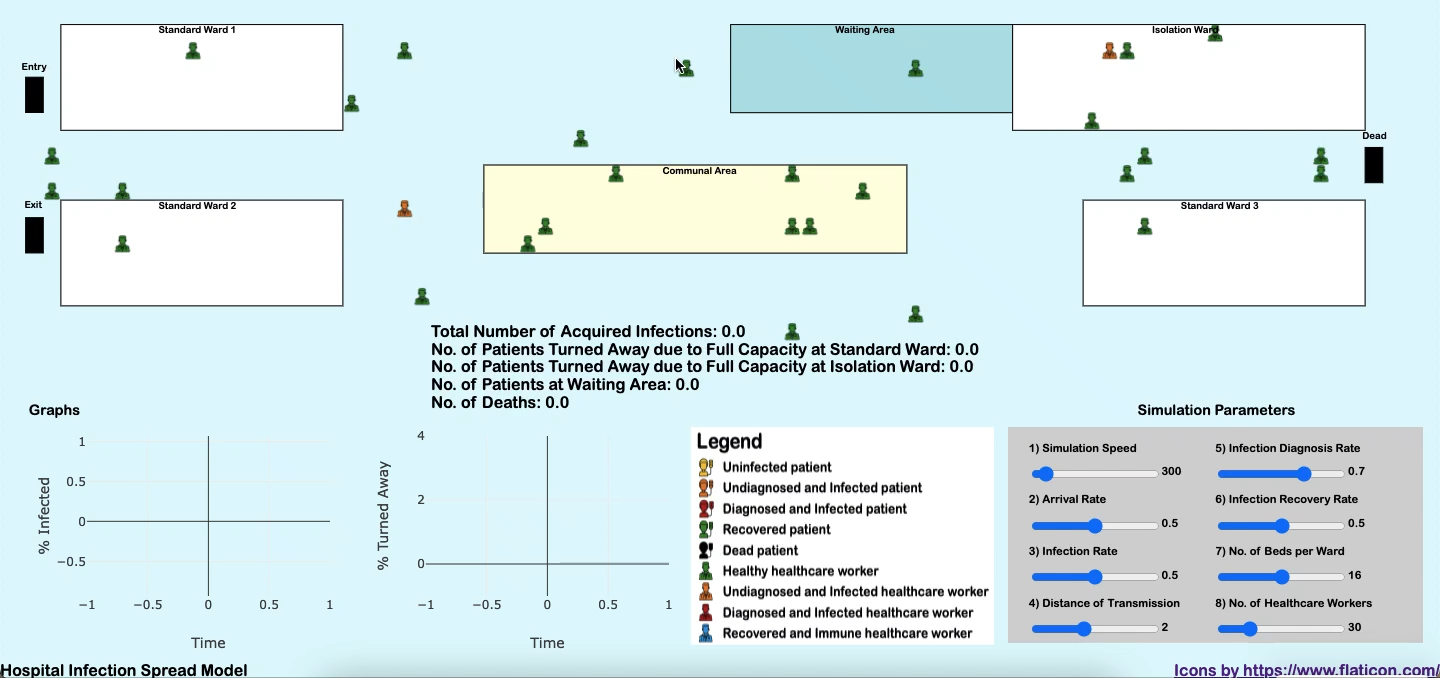 Standard Ward 1
Waiting Area
Isolation Ward
Entry
Dead
Communal Area
Exit
Standard Ward 2
Standard Ward 3
Total Number of Acquired Infections: 0.0
No. of Patients Turned Away due to Full Capacity at Standard Ward: 0.0
No. of Patients Turned Away due to Full Capacity at Isolation Ward: 0.0
No. of Patients at Waiting Area: 0.0
No. of Deaths: 0.0
Graphs
1
0.5
0
−0.5
−1
−0.5
0
0.5
1
% Infected
Time
4
2
0
−1
−0.5
0
0.5
1
% Turned Away
Time
Legend
Uninfected patient
Undiagnosed and Infected patient
Diagnosed and Infected patient
Recovered patient
Dead patient
Healthy healthcare worker
Undiagnosed and Infected healthcare worker
Diagnosed and Infected healthcare worker
Recovered and Immune healthcare worker
Simulation Parameters
1) Simulation Speed
300
2) Arrival Rate
0.5
3) Infection Rate
0.5
4) Distance of Transmission
2
5) Infection Diagnosis Rate
0.7
6) Infection Recovery Rate
0.5
7) No. of Beds per Ward
16
8) No. of Healthcare Workers
30
Hospital Infection Spread Model
Icons by https://www.flaticon.com/